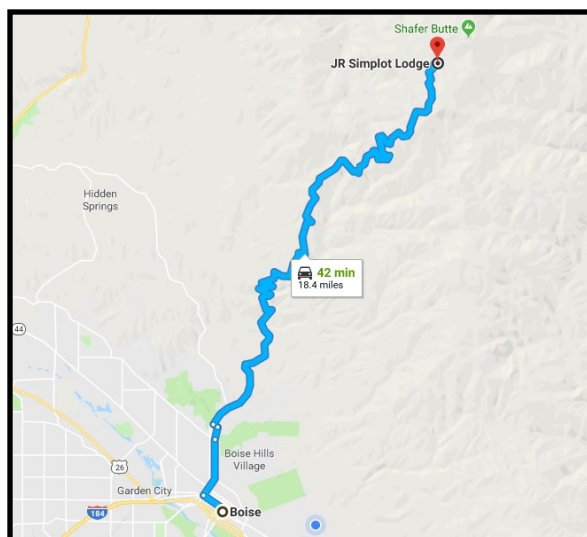 Shafer Butte
JR Simplot Lodge
Hidden
Springs
42 min
18.4 miles
44
Boise Hills
Village
26
Garden City
184
Boise